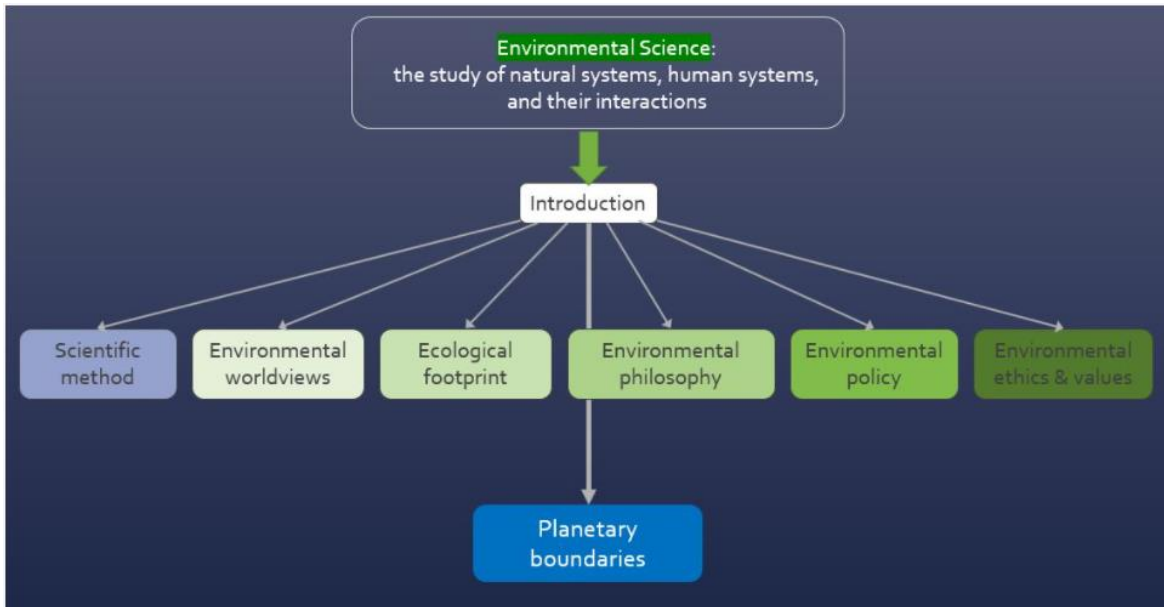 Environmental Science:
the study of natural systems, human systems,
and their interactions
Introduction
Scientific
method
Environmental
worldviews
Ecological
footprint
Environmental
philosophy
Environmental
policy
Environmental
ethics & values
Planetary
boundaries